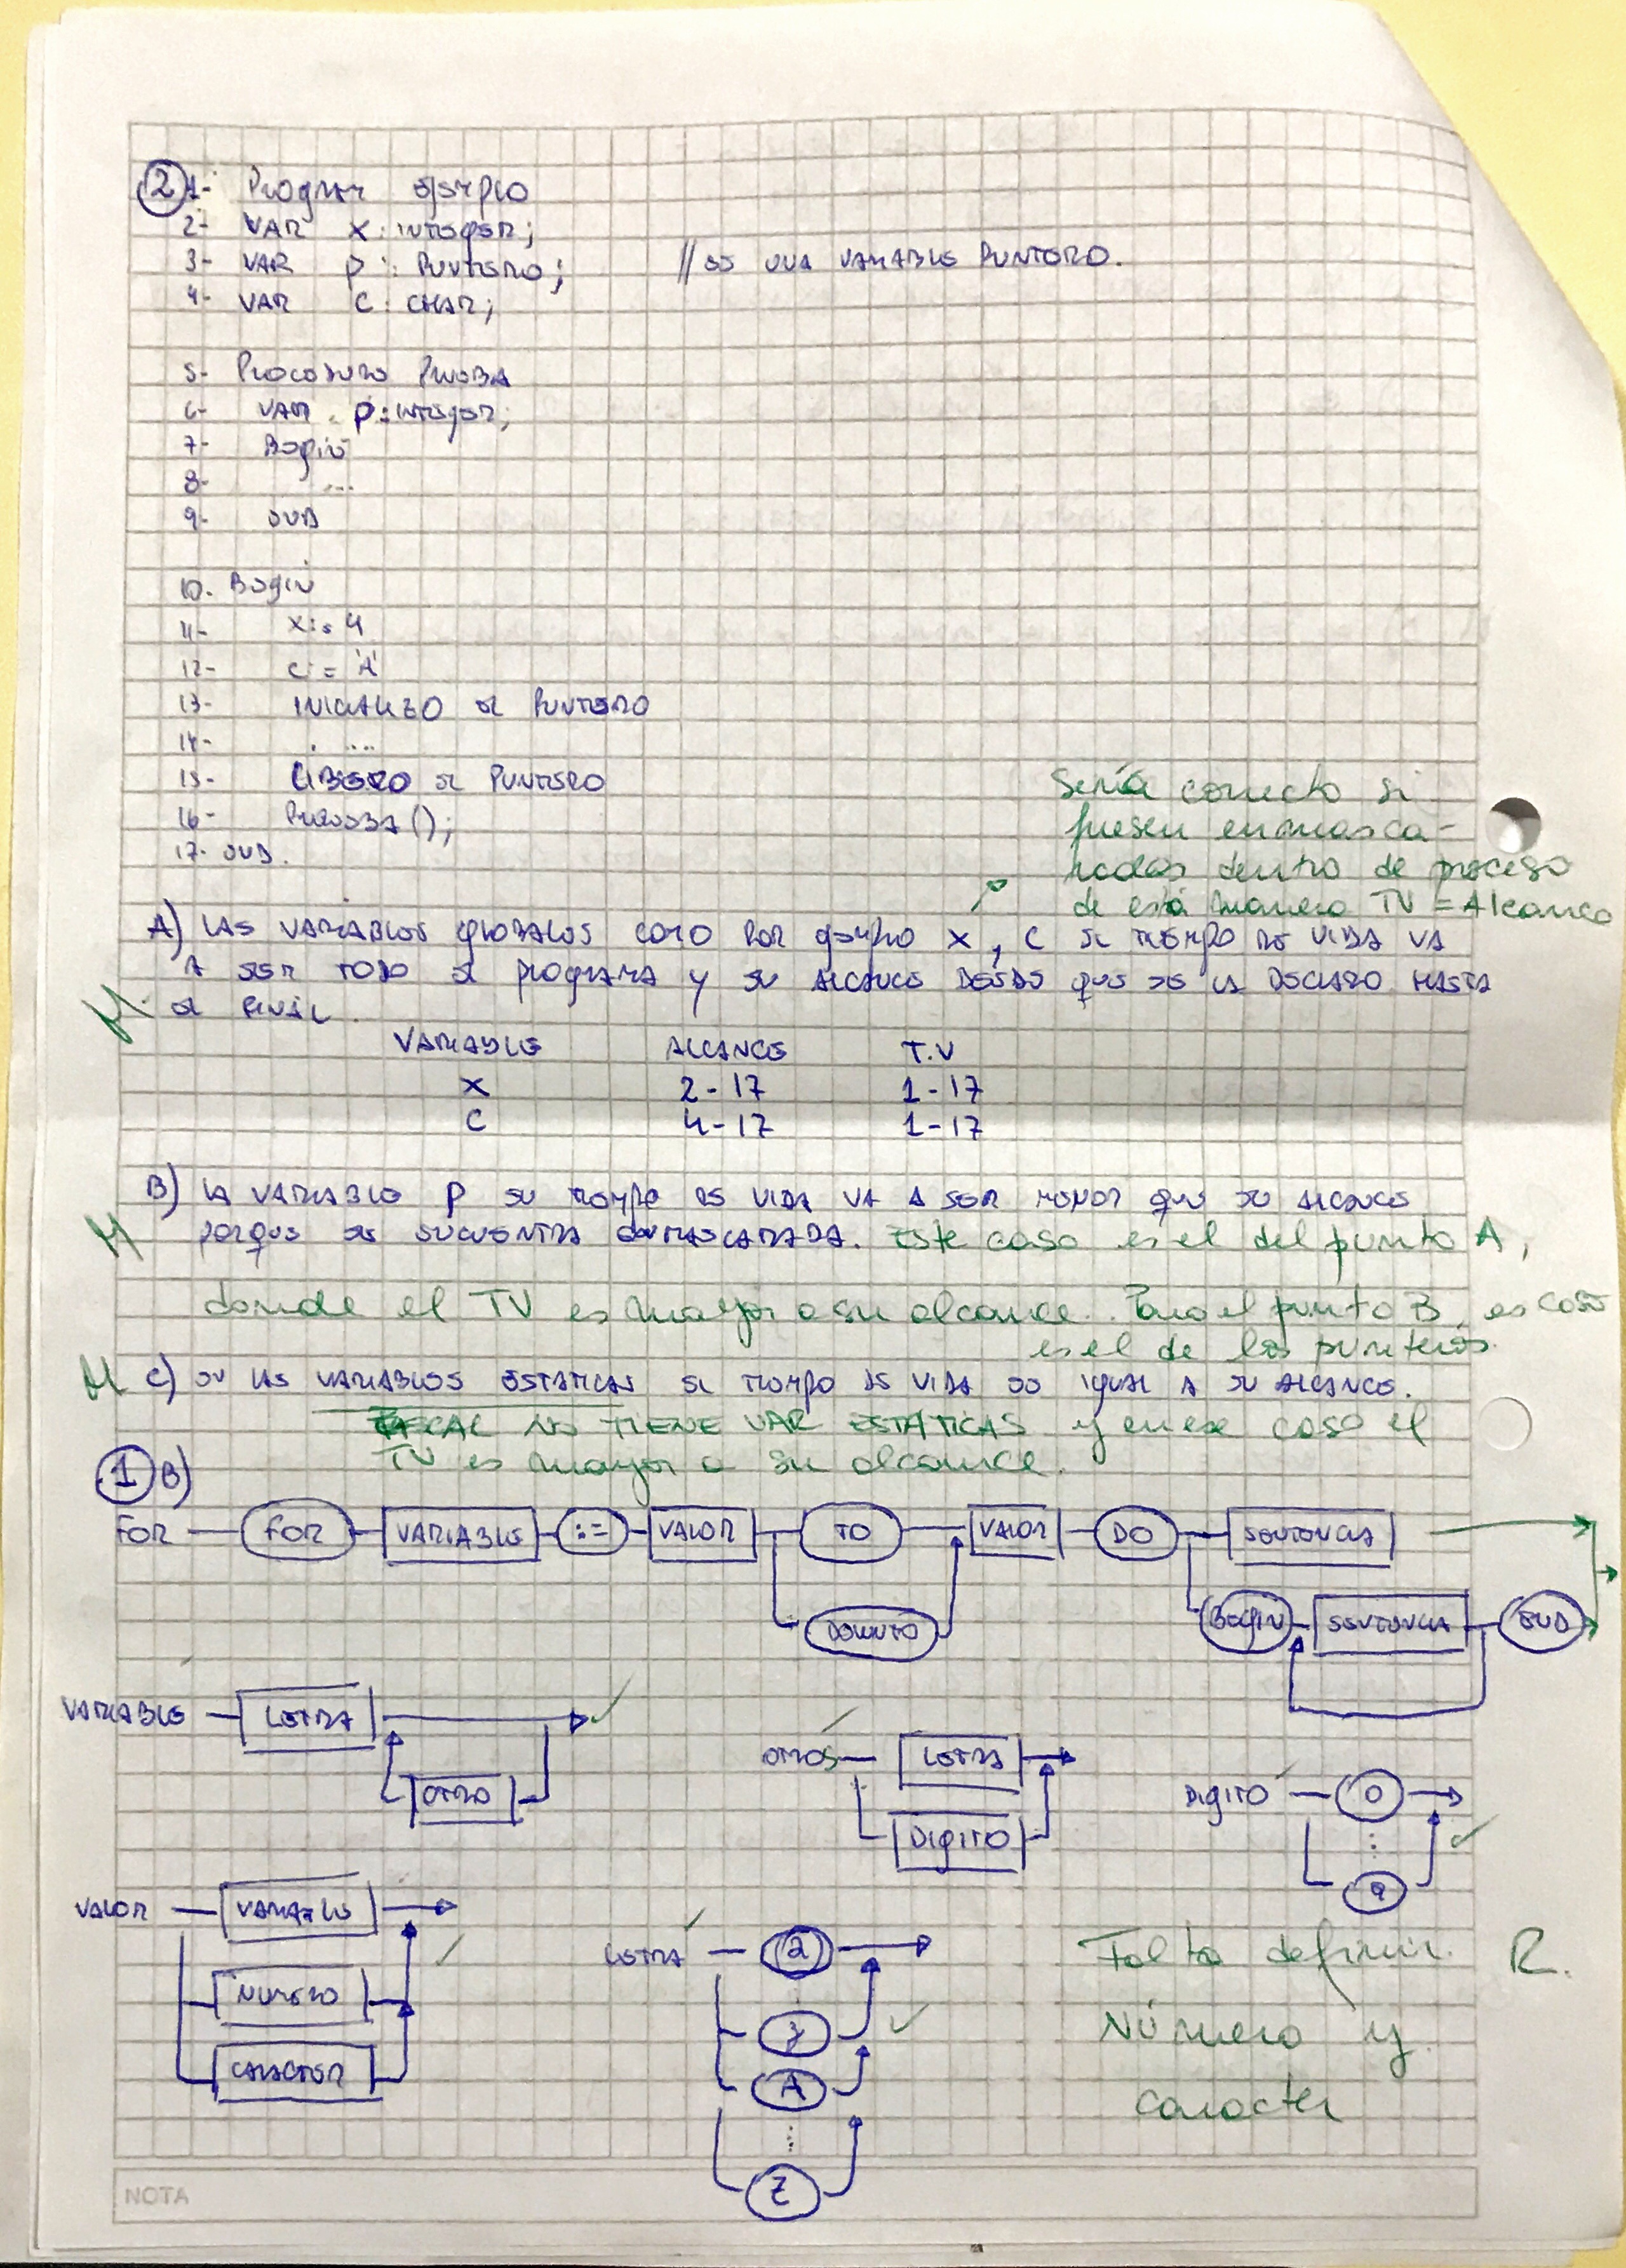 2 1- Program ejemplo
2- VAR X: INTEGER;
3- VAR P: PUNTERO; // ES UNA VARIABLE PUNTERO.
4- VAR C: CHAR;
5- Procedure PRUEBA
6- VAR P: INTEGER;
7- Begin
8- ...
9- END
10. Begin
11- X:= 4
12- C:= 'A'
13- INICIALIZO EL PUNTERO
14- ....
15- LIBERO EL PUNTERO
16- PRUEBA();
17- END.
Sería correcto si
fuesen enmasca-
radas dentro de proceso
de está manera TV = Alcance
A) LAS VARIABLES GLOBALES COMO POR EJEMPLO X, C EL TIEMPO DE VIDA VA
A SER TODO EL PROGRAMA Y SU ALCANCE DESDE QUE SE LA DECLARO HASTA
M. EL FINAL.
VARIABLE ALCANCE T.V
X 2-17 1-17
C 4-17 1-17
B) LA VARIABLE P SU TIEMPO DE VIDA VA A SER MENOR QUE SU ALCANCE
M PORQUE SE ENCUENTRA ENMASCARADA. Este caso es el del punto A,
donde el TV es mayor a su alcance. Para el punto B, es caso
es el de los punteros.
M C) EN LAS VARIABLES ESTATICAS EL TIEMPO DE VIDA ES IGUAL A SU ALCANCE.
PASCAL NO TIENE VAR ESTATICAS y en ese caso el
TV es mayor a su alcance.
1 B)
FOR FOR VARIABLE := VALOR TO VALOR DO SENTENCIA
DOWNTO Begin SENTENCIA END
VARIABLE LETRA
OTRO
OTROS LETRA
DIGITO
DIGITO 0
:
9
VALOR VARIABLE
NUMERO
CARACTER
LETRA a
z
A
Z
Falta definir. R.
Número y
caracter
NOTA